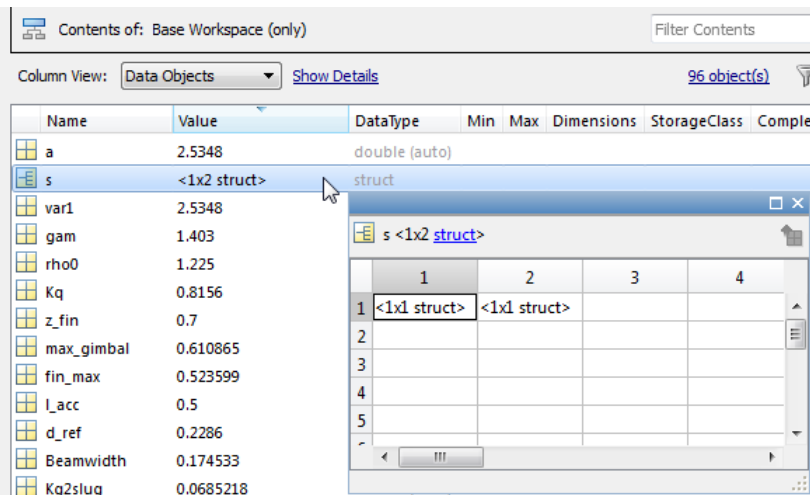 Contents of: Base Workspace (only) Filter Contents
Column View: Data Objects Show Details 96 object(s)
Name Value DataType Min Max Dimensions StorageClass Comple
a 2.5348 double (auto)
s <1x2 struct> struct
var1 2.5348
gam 1.403 s <1x2 struct>
rho0 1.225
1 2 3 4
Kq 0.8156
1 <1x1 struct> <1x1 struct>
z_fin 0.7
2
max_gimbal 0.610865
3
fin_max 0.523599
4
l_acc 0.5
5
d_ref 0.2286
Beamwidth 0.174533
Kg2slug 0.0685218